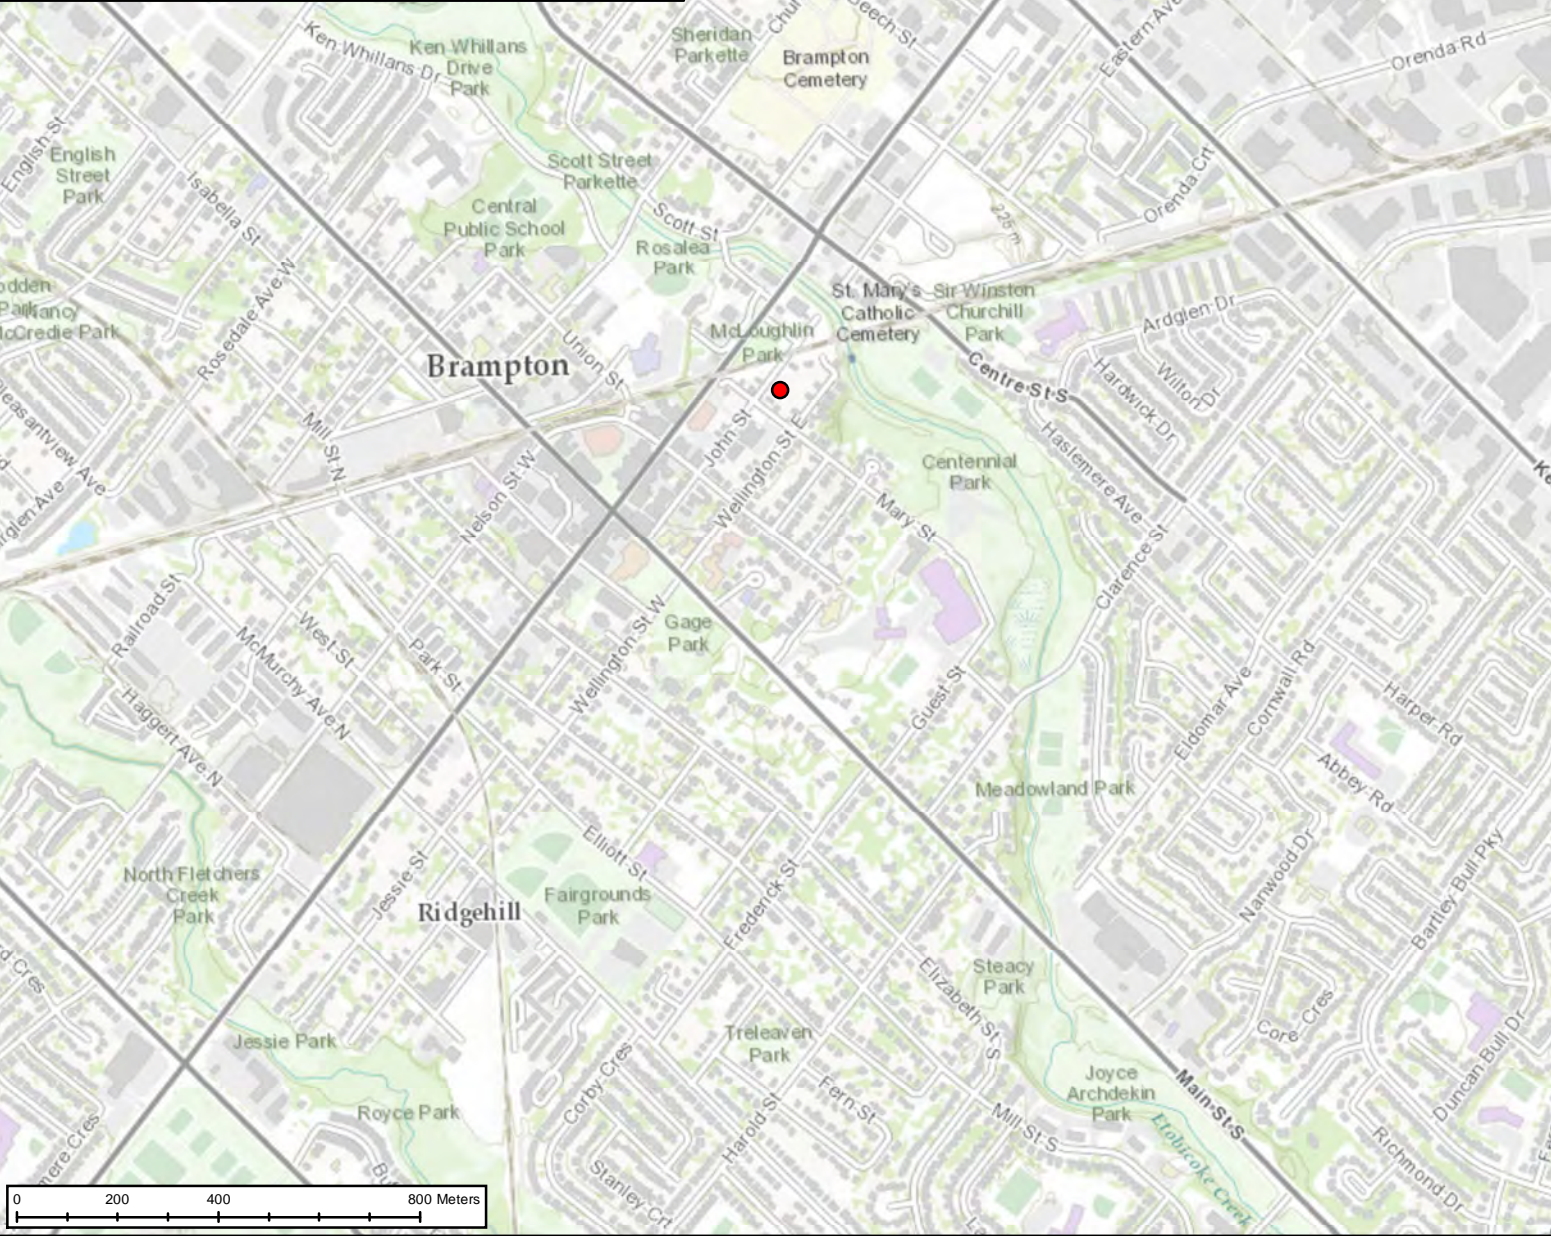 Ken Whillans Dr
Ken Whillans
Drive
Park
Sheridan
Parkette
Brampton
Cemetery
Beech St
Eastern Ave
Orenda Rd
English St
English
Street
Park
Isabella St
Scott Street
Parkette
Central
Public School
Park
Scott St
Rosalea
Park
225 m
Orenda Crt
Rosedale Ave W
McCredie Park
St. Mary's
Catholic
Cemetery
Sir Winston
Churchill
Park
Ardglen Dr
McLoughlin
Park
Brampton
Union St
Centre St S
Hardwick Dr
Wilton Dr
Pleasantview Ave
Mill St N
John St
Wellington St E
Haslemere Ave
Nelson St W
Centennial
Park
Mary St
Clarence St
Railroad St
West St
McMurchy Ave N
Park St
Wellington St W
Gage
Park
Guest St
Haggert Ave N
Eldomar Ave
Cornwall Rd
Harper Rd
Abbey Rd
Meadowland Park
North Fletchers
Creek
Park
Jessie St
Ridgehill
Elliott St
Fairgrounds
Park
Frederick St
Nanwood Dr
Bartley Bull Pky
Steacy
Park
Elizabeth St S
Core Cres
Duncan Bull Dr
Jessie Park
Treleaven
Park
Corby Cres
Royce Park
Harold St
Fern St
Mill St S
Joyce
Archdekin
Park
Main St S
Etobicoke Creek
Richmond Dr
Stanley Crt
0 200 400 800 Meters